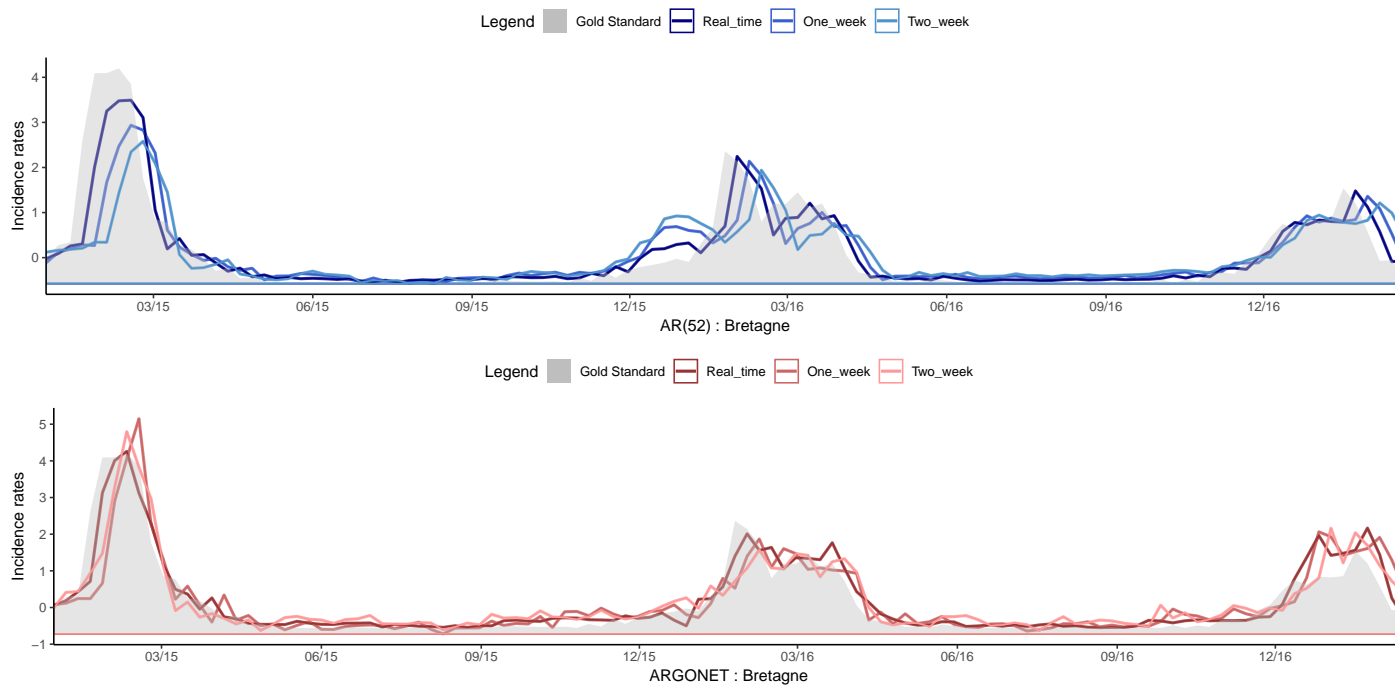 Legend Gold Standard Real_time One_week Two_week
Incidence rates
4
3
2
1
0
03/15 06/15 09/15 12/15 03/16 06/16 09/16 12/16
AR(52) : Bretagne
Legend Gold Standard Real_time One_week Two_week
Incidence rates
5
4
3
2
1
0
−1
03/15 06/15 09/15 12/15 03/16 06/16 09/16 12/16
ARGONET : Bretagne